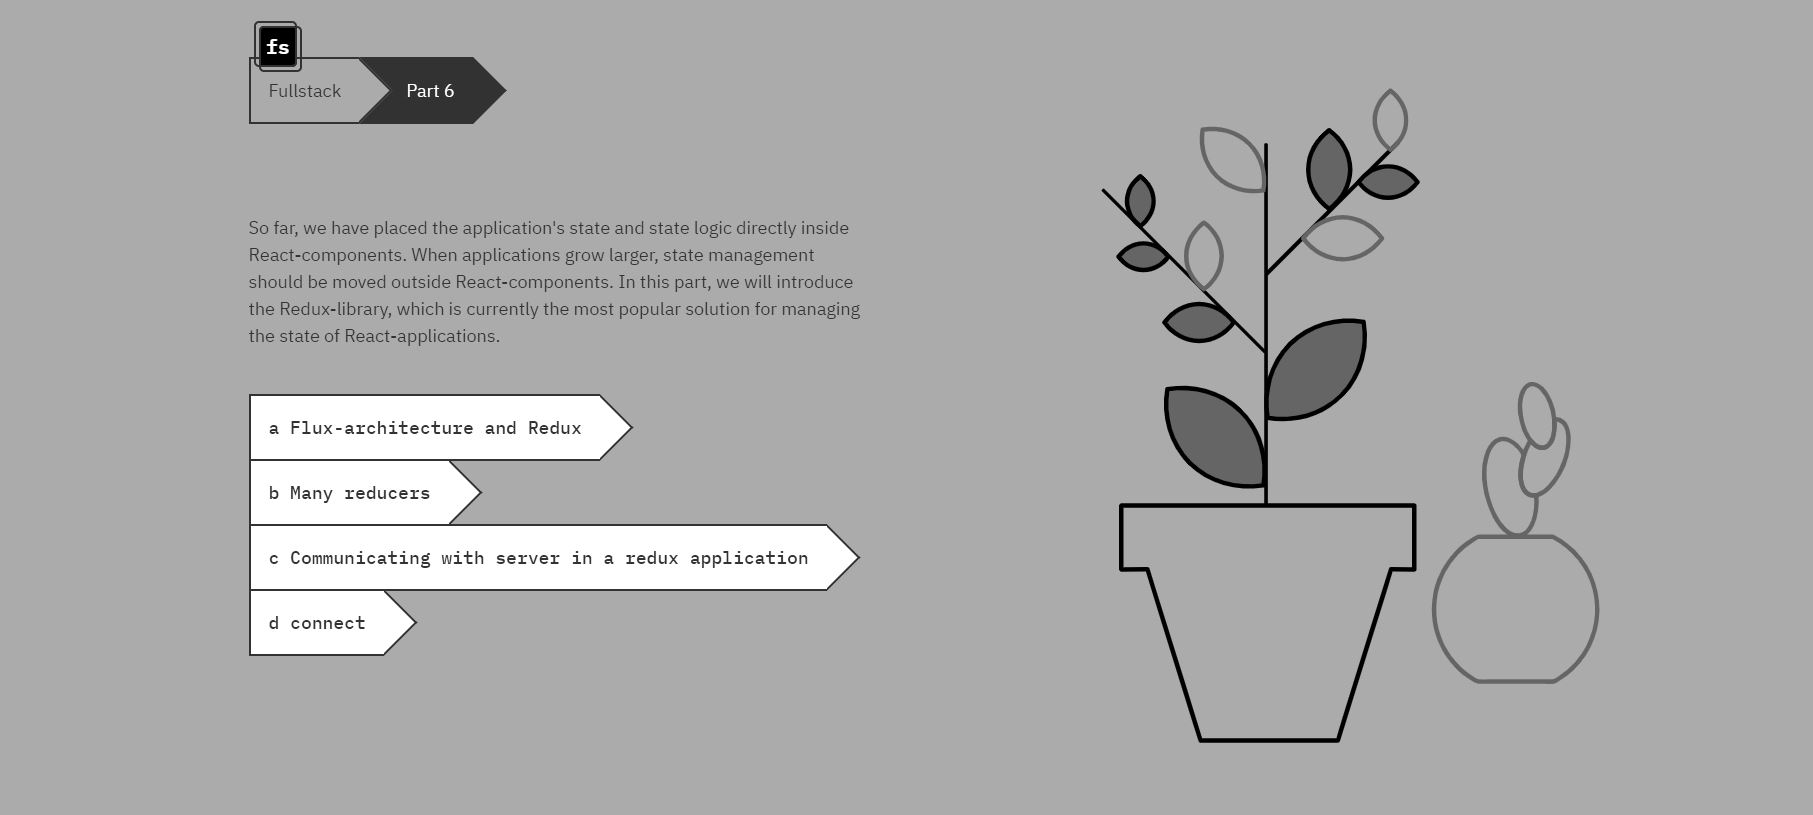 fs
Fullstack
Part 6
So far, we have placed the application's state and state logic directly inside
React-components. When applications grow larger, state management
should be moved outside React-components. In this part, we will introduce
the Redux-library, which is currently the most popular solution for managing
the state of React-applications.
a Flux-architecture and Redux
b Many reducers
c Communicating with server in a redux application
d connect